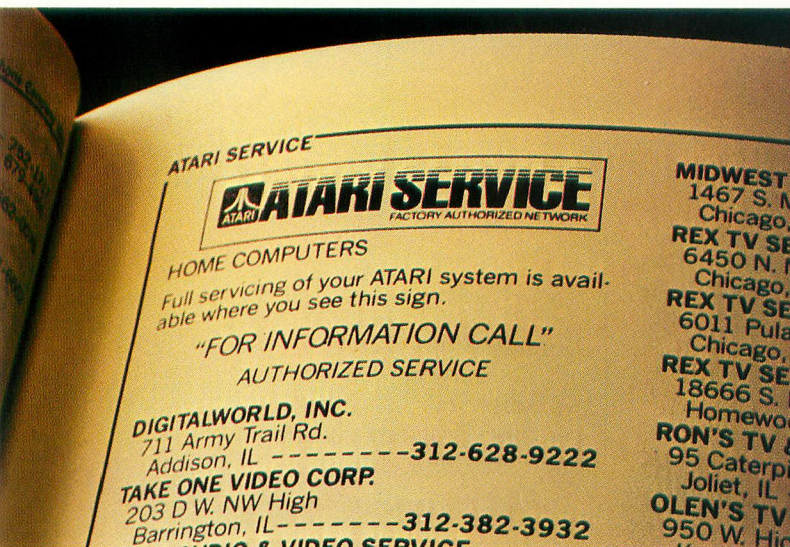 ATARI SERVICE
ATARI
ATARI SERVICE
FACTORY AUTHORIZED NETWORK
HOME COMPUTERS
Full servicing of your ATARI system is avail-
able where you see this sign.
"FOR INFORMATION CALL"
AUTHORIZED SERVICE
DIGITALWORLD, INC.
711 Army Trail Rd.
Addison, IL --------312-628-9222
TAKE ONE VIDEO CORP.
203 D W. NW High
Barrington, IL-------312-382-3932
& VIDEO SERVICE
MIDWEST
1467 S.
Chicago,
REX TV
6450 N.
Chicago,
REX TV
6011
Chicago,
REX TV
18666 S.
RON'S TV &
95
Joliet, IL
OLEN'S TV
950 W.